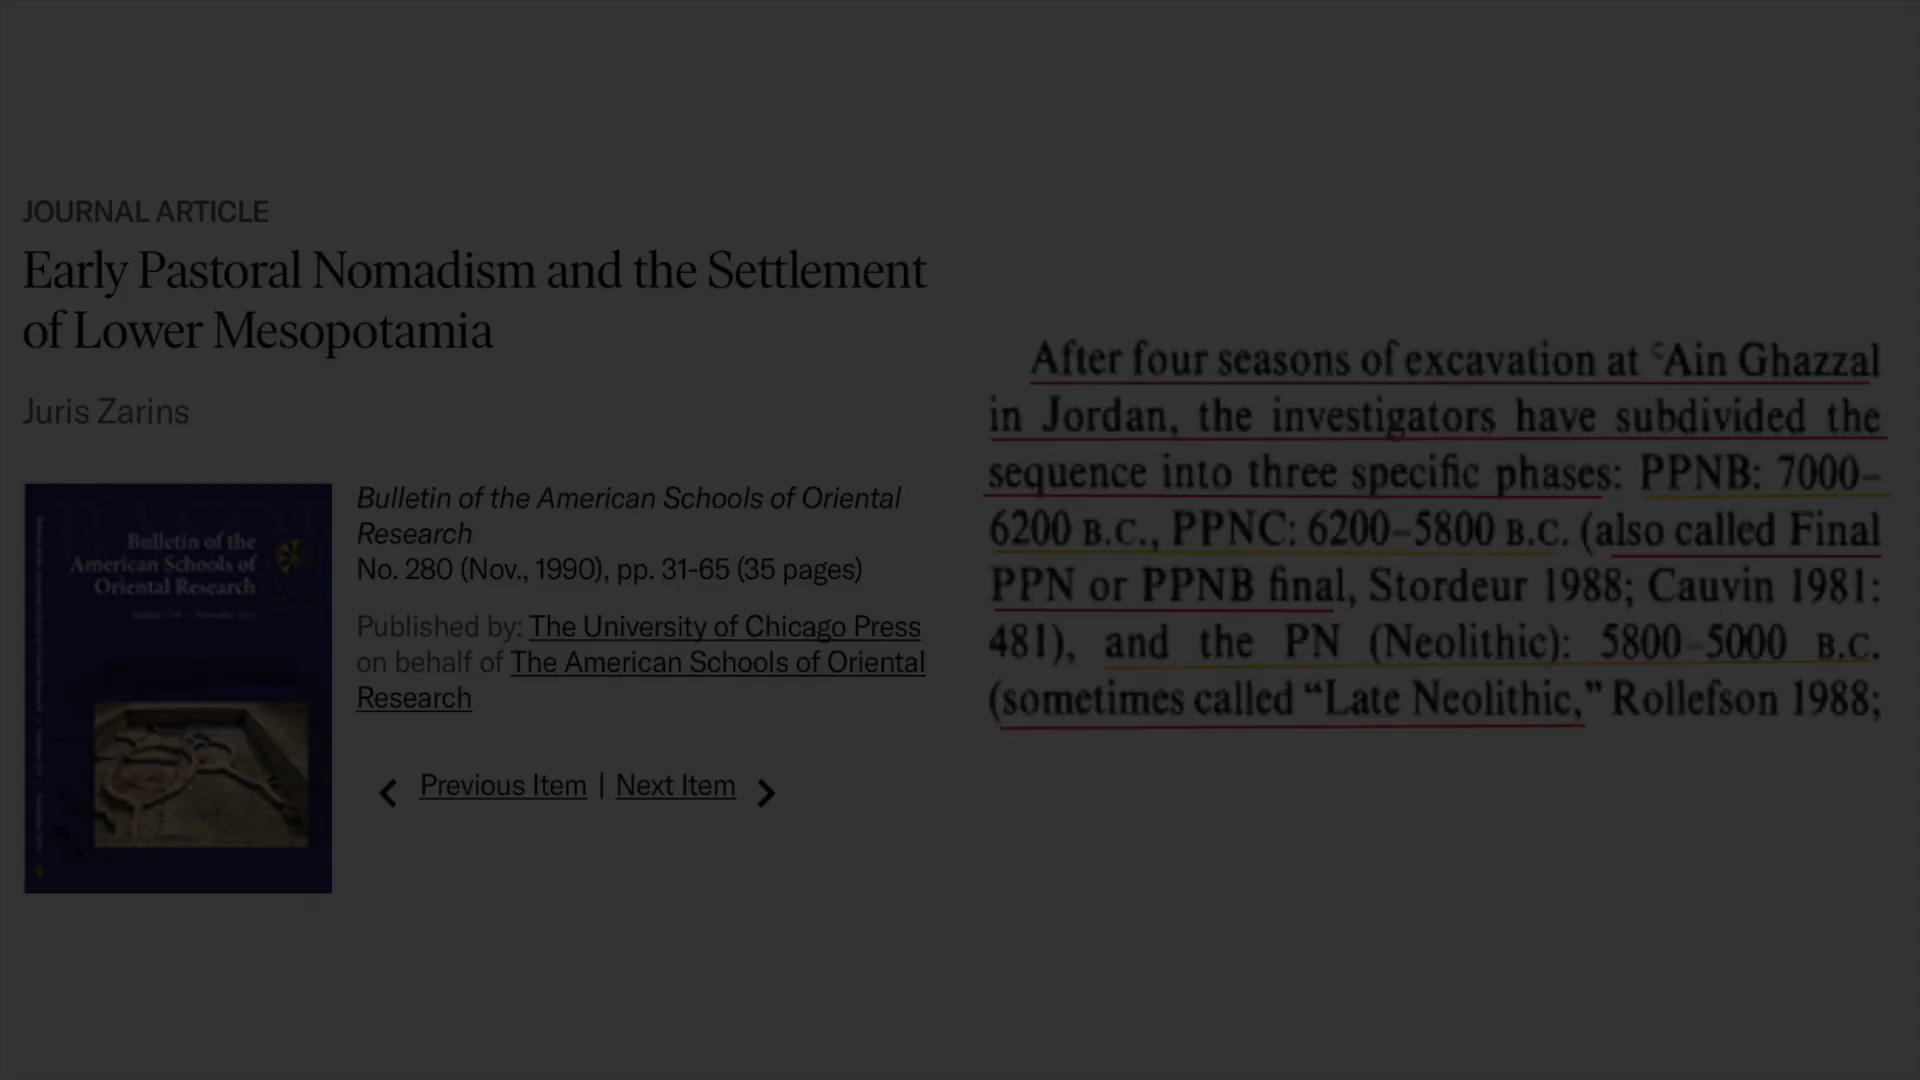 JOURNAL ARTICLE
Early Pastoral Nomadism and the Settlement
of Lower Mesopotamia
Juris Zarins
Bulletin of the
American Schools of
Oriental Research
Bulletin of the American Schools of Oriental
Research
No. 280 (Nov., 1990), pp. 31-65 (35 pages)
Published by: The University of Chicago Press
on behalf of The American Schools of Oriental
Research
Previous Item | Next Item
After four seasons of excavation at ʿAin Ghazzal
in Jordan, the investigators have subdivided the
sequence into three specific phases: PPNB: 7000–
6200 B.C., PPNC: 6200–5800 B.C. (also called Final
PPN or PPNB final, Stordeur 1988; Cauvin 1981:
481), and the PN (Neolithic): 5800–5000 B.C.
(sometimes called “Late Neolithic,” Rollefson 1988;